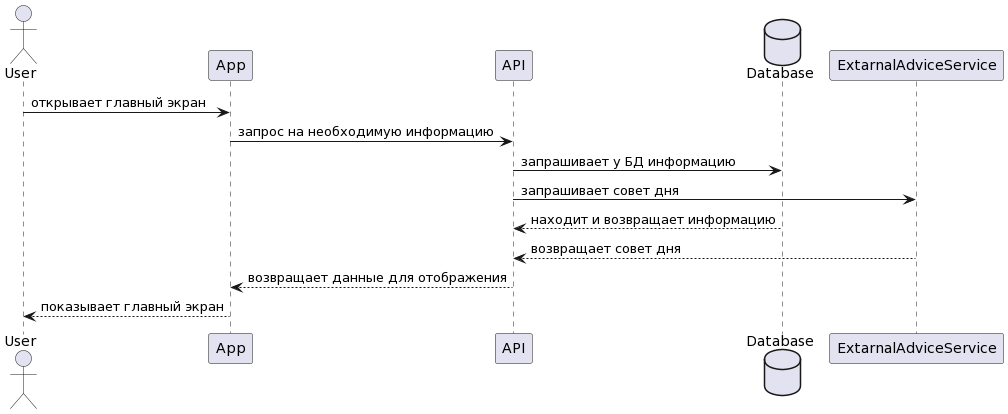 User
App
API
Database
ExtarnalAdviceService
открывает главный экран
запрос на необходимую информацию
запрашивает у БД информацию
запрашивает совет дня
находит и возвращает информацию
возвращает совет дня
возвращает данные для отображения
показывает главный экран
User
App
API
Database
ExtarnalAdviceService